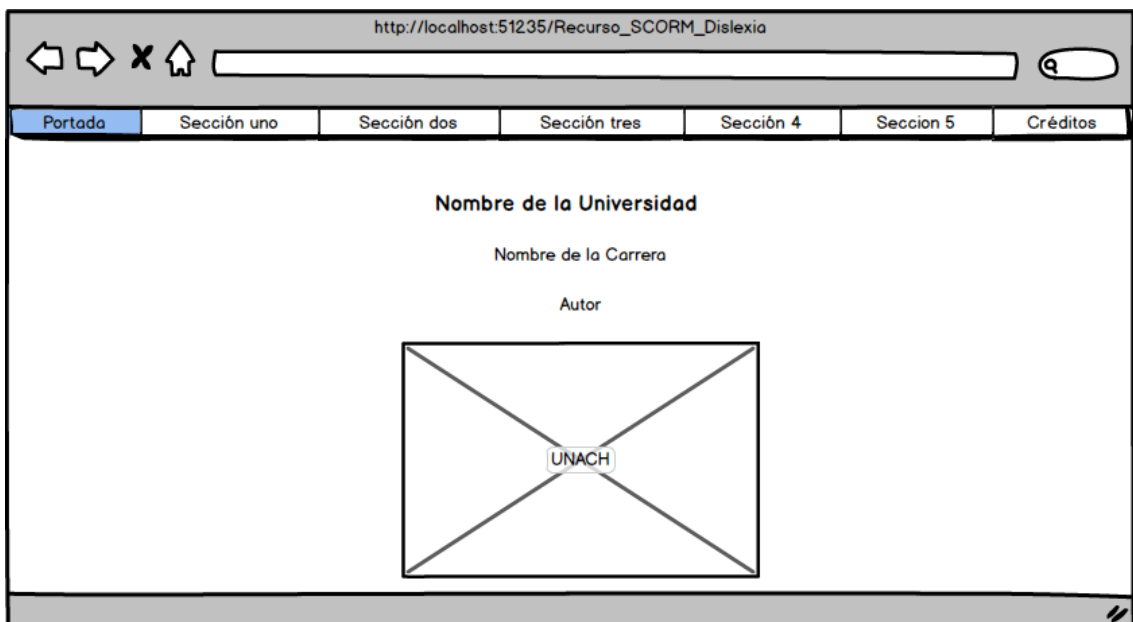 http://localhost:51235/Recurso_SCORM_Dislexia
Portada Sección uno Sección dos Sección tres Sección 4 Seccion 5 Créditos
Nombre de la Universidad
Nombre de la Carrera
Autor
UNACH